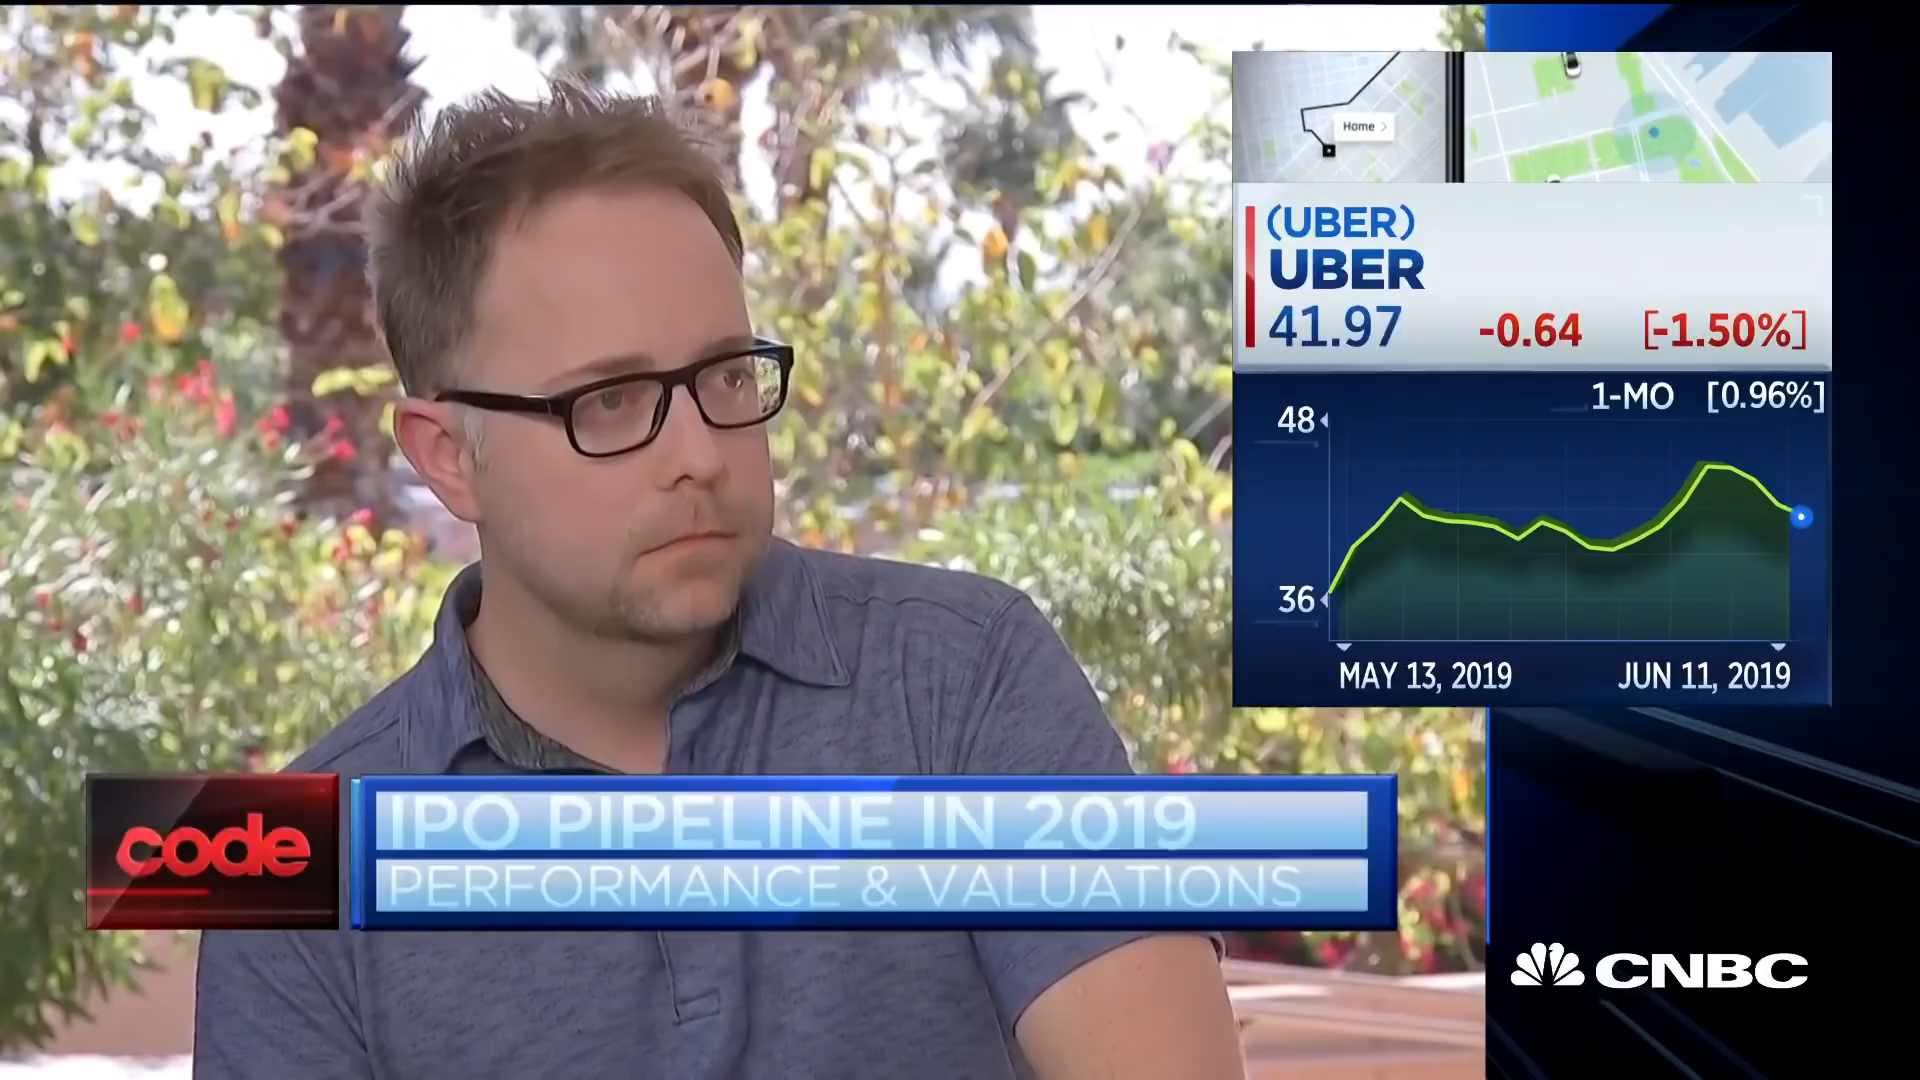 Home >
(UBER)
UBER
41.97 -0.64 [-1.50%]
1-MO [0.96%]
48
36
MAY 13, 2019 JUN 11, 2019
code
IPO PIPELINE IN 2019
PERFORMANCE & VALUATIONS
CNBC